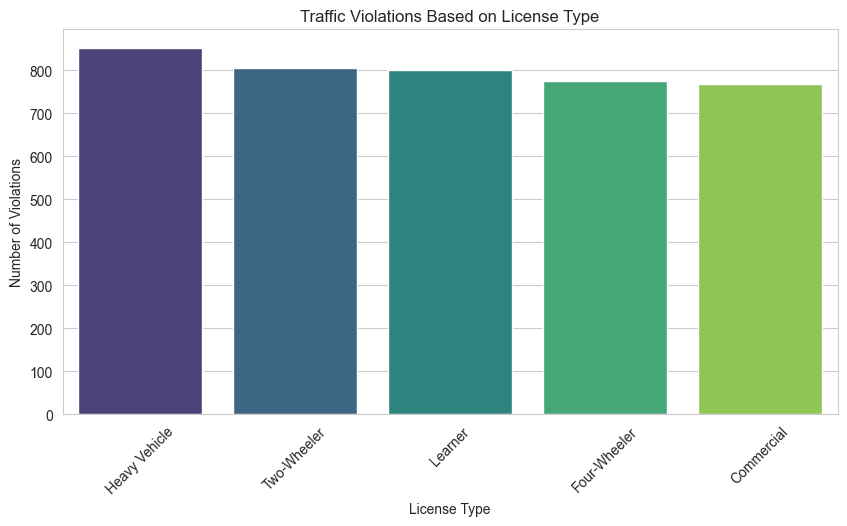 Traffic Violations Based on License Type
Number of Violations
800
700
600
500
400
300
200
100
0
Heavy Vehicle
Two-Wheeler
Learner
Four-Wheeler
Commercial
License Type